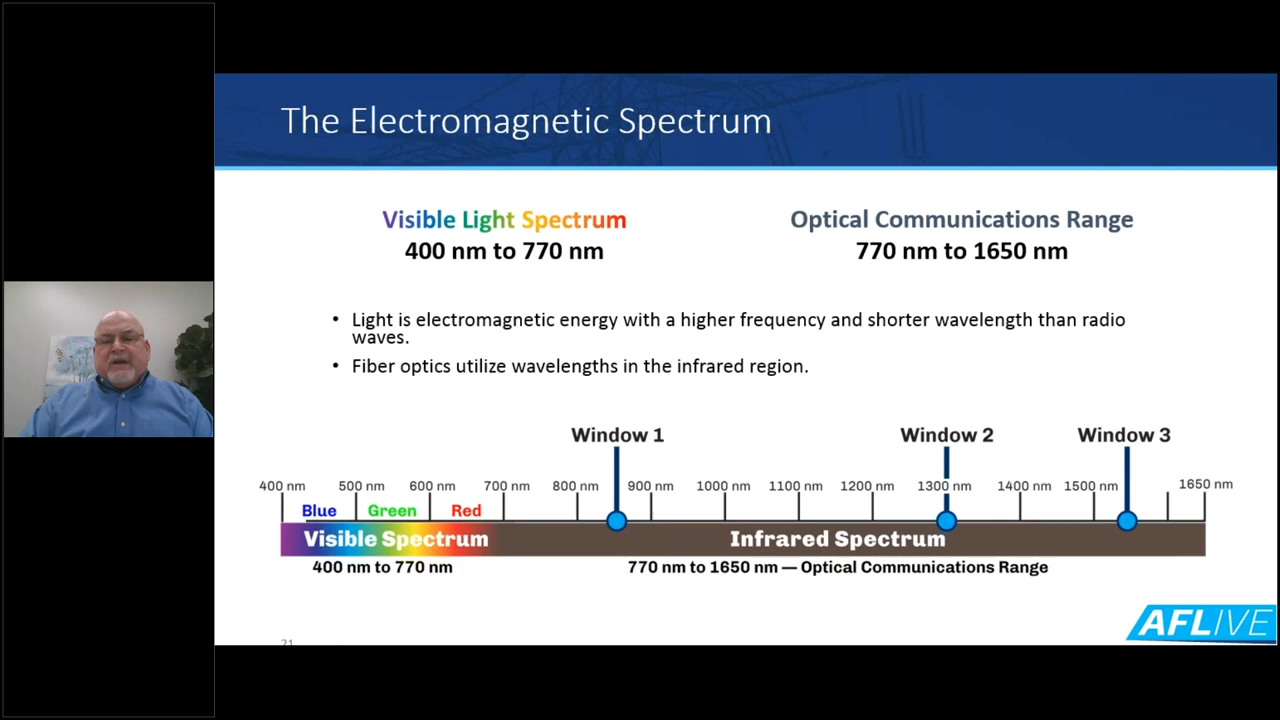 The Electromagnetic Spectrum
Visible Light Spectrum
400 nm to 770 nm
Optical Communications Range
770 nm to 1650 nm
• Light is electromagnetic energy with a higher frequency and shorter wavelength than radio
waves.
• Fiber optics utilize wavelengths in the infrared region.
Window 1 Window 2 Window 3
400 nm 500 nm 600 nm 700 nm 800 nm 900 nm 1000 nm 1100 nm 1200 nm 1300 nm 1400 nm 1500 nm 1650 nm
Blue Green Red
Visible Spectrum Infrared Spectrum
400 nm to 770 nm 770 nm to 1650 nm — Optical Communications Range
AFLIVE